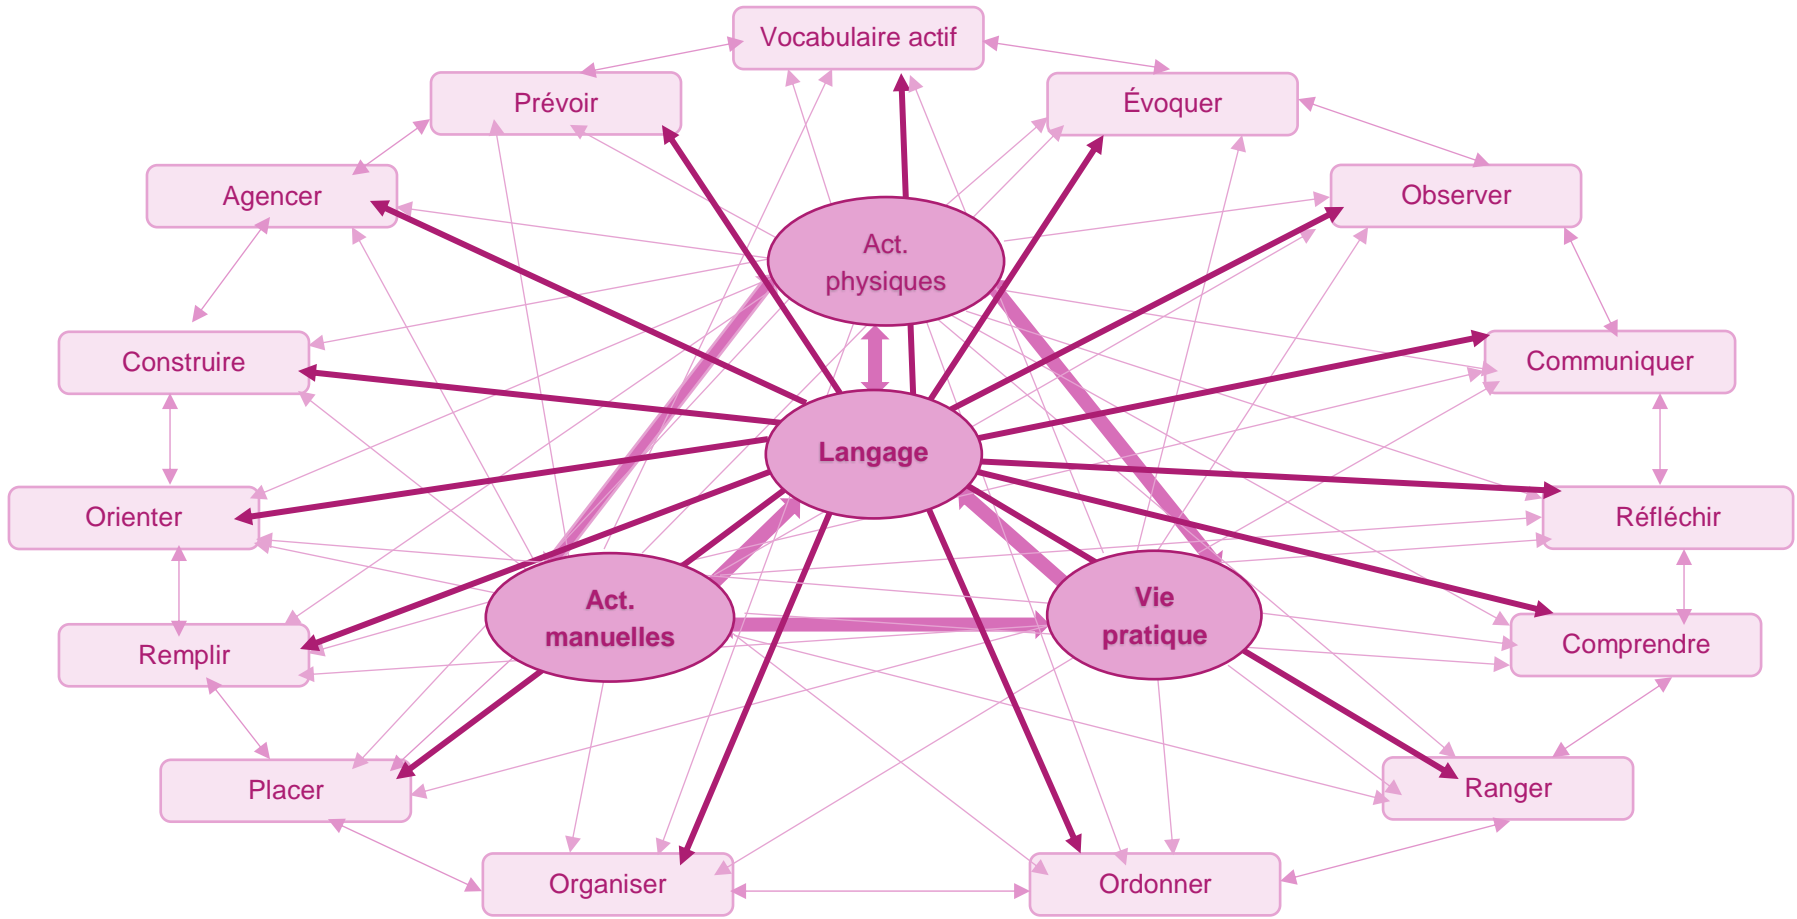 Vocabulaire actif
Prévoir
Évoquer
Agencer
Observer
Act.
physiques
Construire
Communiquer
Langage
Orienter
Réfléchir
Act.
manuelles
Vie
pratique
Remplir
Comprendre
Placer
Ranger
Organiser
Ordonner